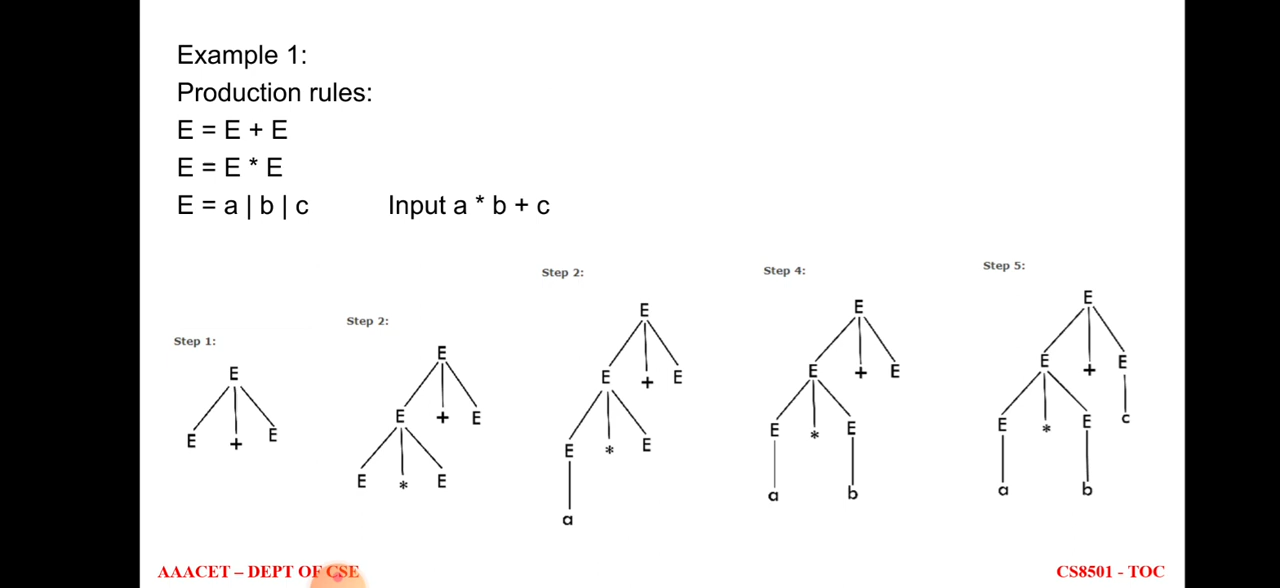 Example 1:
Production rules:
E = E + E
E = E * E
E = a | b | c Input a * b + c
Step 1:
E
E + E
Step 2:
E
E + E
E * E
Step 2:
E
E + E
E * E
a
Step 4:
E
E + E
E * E
a b
Step 5:
E
E + E
E * E c
a b
AAACET – DEPT OF CSE
CS8501 - TOC